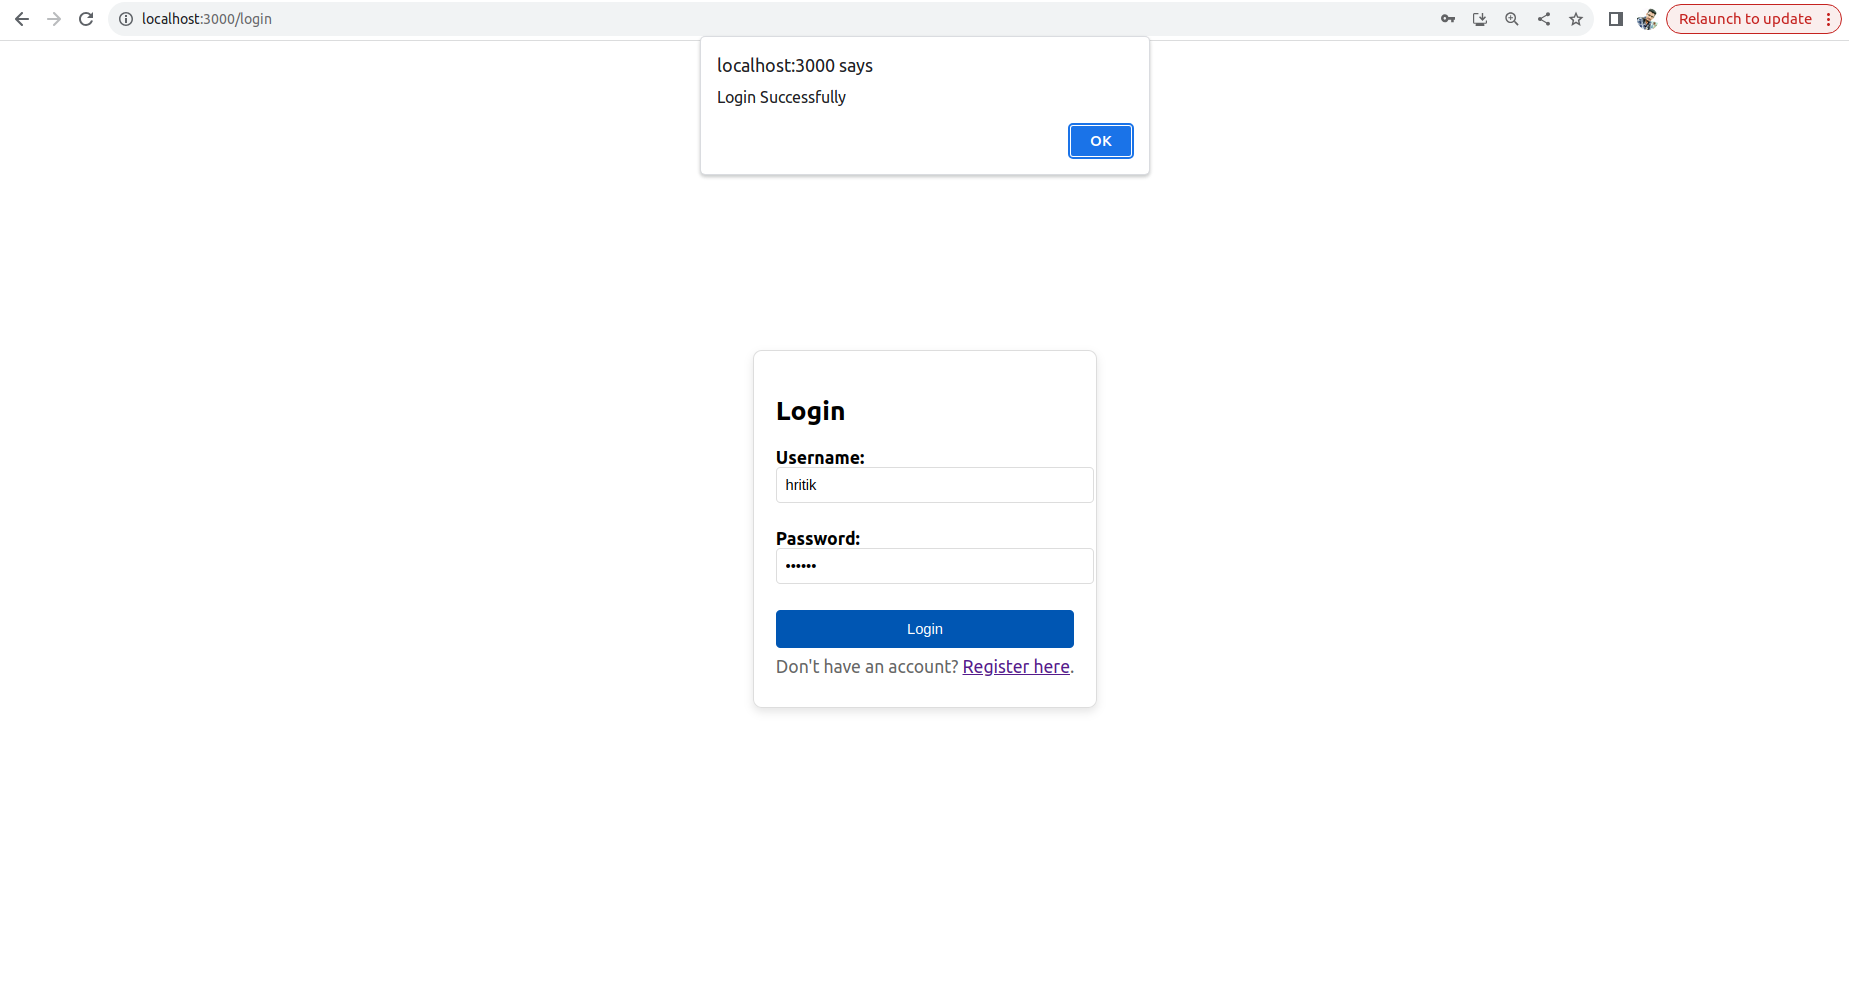 localhost:3000/login
Relaunch to update
localhost:3000 says
Login Successfully
OK
Login
Username:
hritik
Password:
••••••
Login
Don't have an account? Register here.